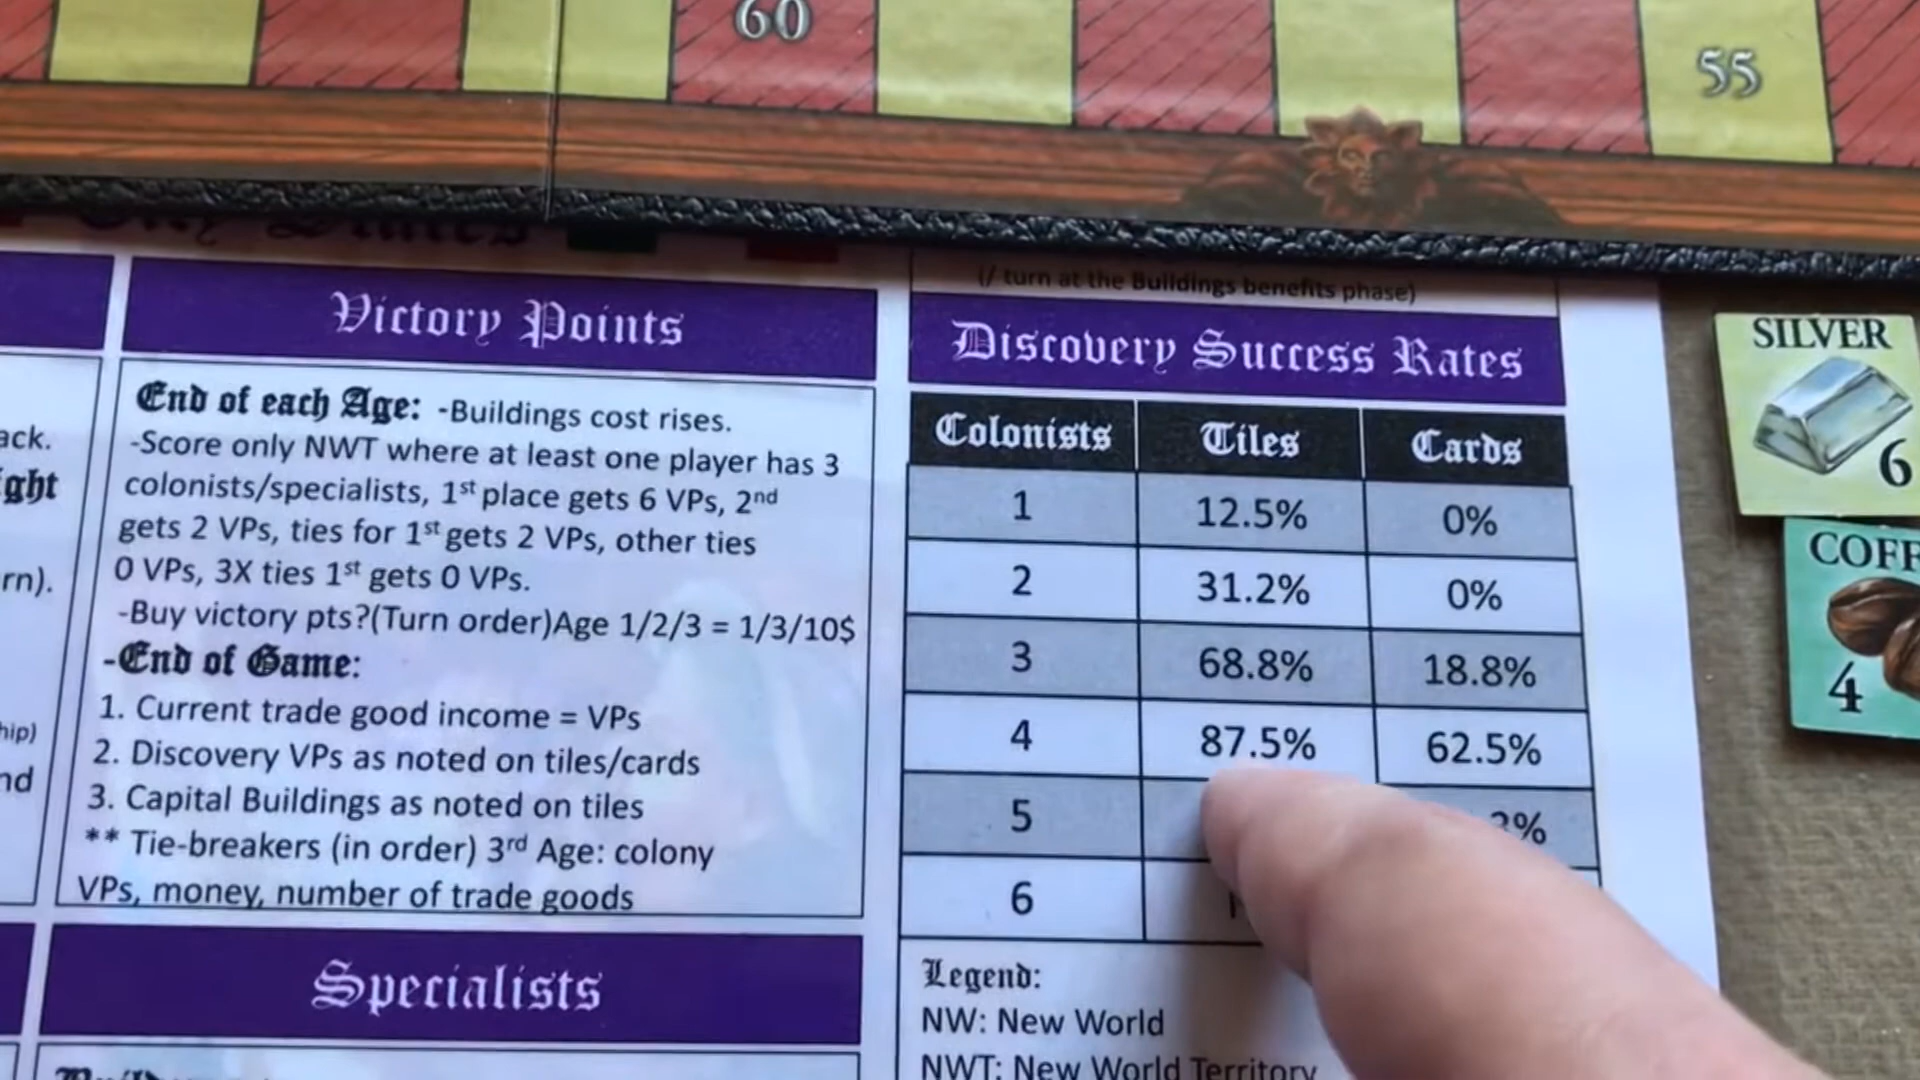 60
55
(/ turn at the Buildings benefits phase)
Victory Points
End of each Age: -Buildings cost rises.
-Score only NWT where at least one player has 3
colonists/specialists, 1st place gets 6 VPs, 2nd
gets 2 VPs, ties for 1st gets 2 VPs, other ties
0 VPs, 3X ties 1st gets 0 VPs.
-Buy victory pts?(Turn order)Age 1/2/3 = 1/3/10$
-End of Game:
1. Current trade good income = VPs
2. Discovery VPs as noted on tiles/cards
3. Capital Buildings as noted on tiles
** Tie-breakers (in order) 3rd Age: colony
VPs, money, number of trade goods
Specialists
Discovery Success Rates
Colonists Tiles Cards
1 12.5% 0%
2 31.2% 0%
3 68.8% 18.8%
4 87.5% 62.5%
5
6
Legend:
NW: New World
NWT: New World Territory
SILVER
6
4